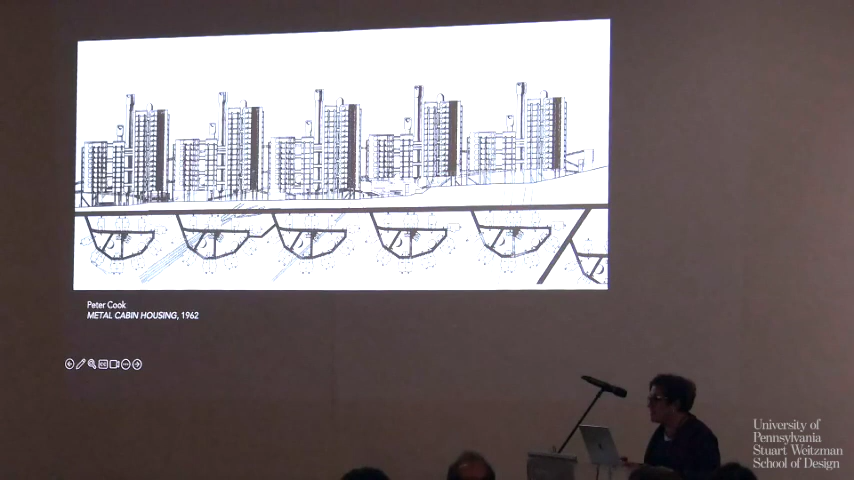 Peter Cook
METAL CABIN HOUSING, 1962
University of
Pennsylvania
Stuart Weitzman
School of Design